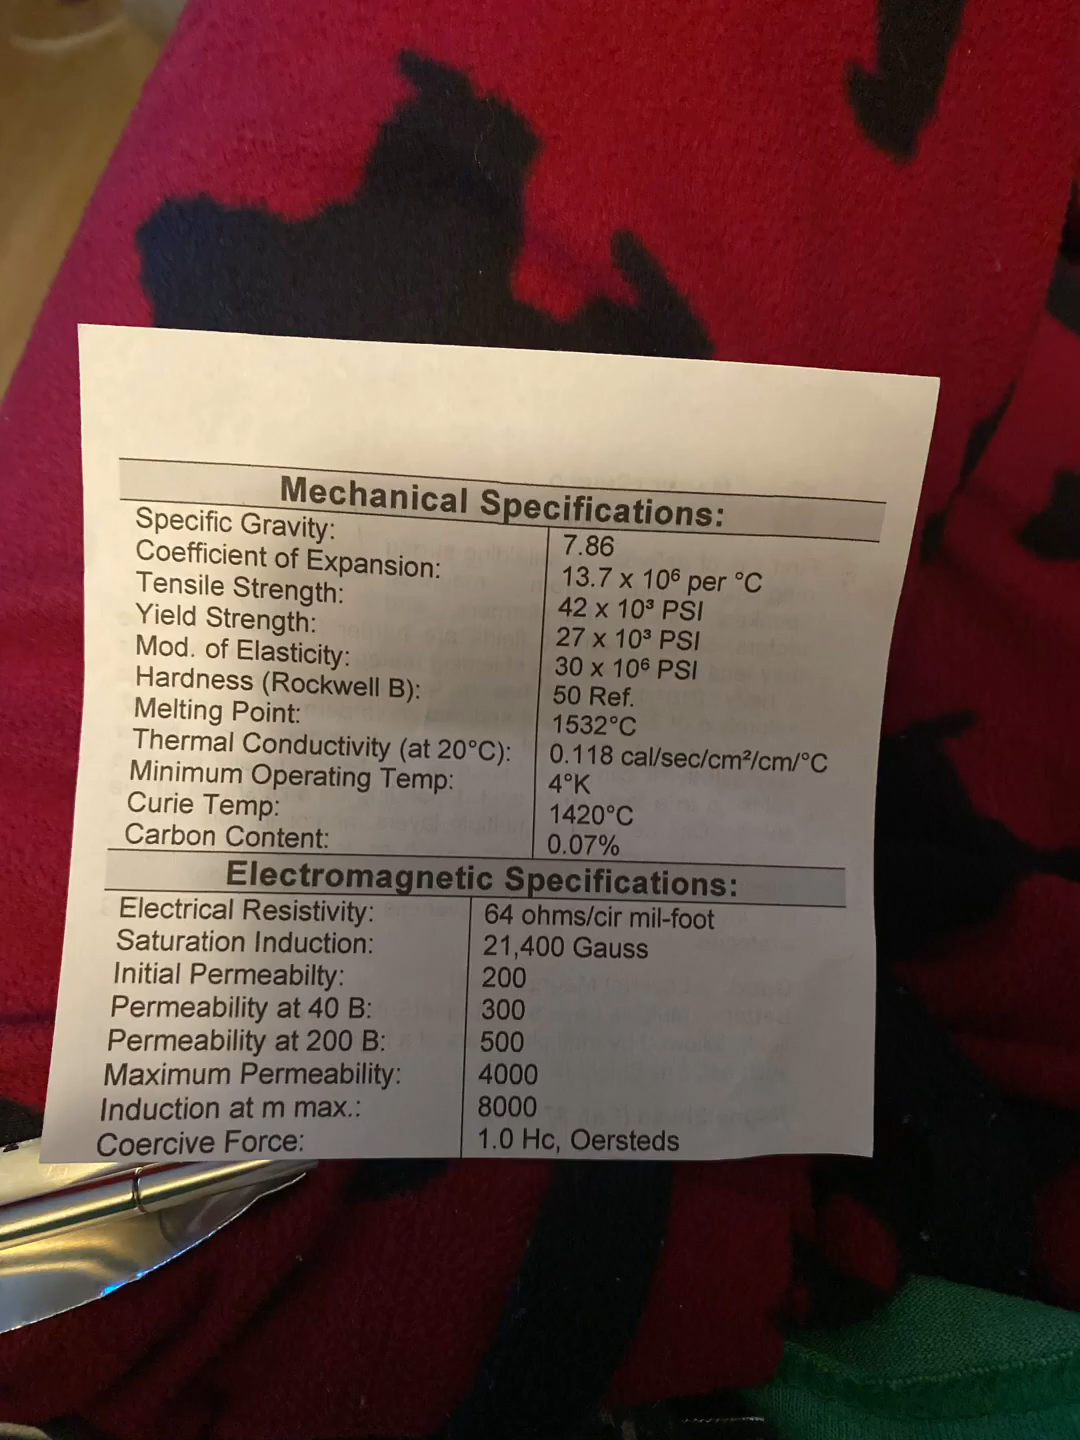 Mechanical Specifications:
Specific Gravity: 7.86
Coefficient of Expansion: 13.7 x 10⁶ per °C
Tensile Strength: 42 x 10³ PSI
Yield Strength: 27 x 10³ PSI
Mod. of Elasticity: 30 x 10⁶ PSI
Hardness (Rockwell B): 50 Ref.
Melting Point: 1532°C
Thermal Conductivity (at 20°C): 0.118 cal/sec/cm²/cm/°C
Minimum Operating Temp: 4°K
Curie Temp: 1420°C
Carbon Content: 0.07%
Electromagnetic Specifications:
Electrical Resistivity: 64 ohms/cir mil-foot
Saturation Induction: 21,400 Gauss
Initial Permeabilty: 200
Permeability at 40 B: 300
Permeability at 200 B: 500
Maximum Permeability: 4000
Induction at m max.: 8000
Coercive Force: 1.0 Hc, Oersteds